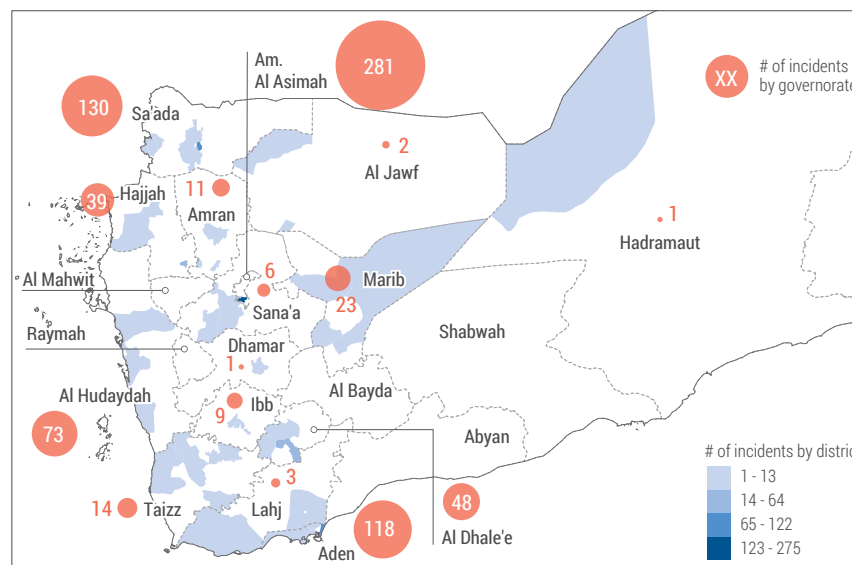 Am.
Al Asimah
281
XX
# of incidents
by governorate
130
Sa'ada
2
Al Jawf
39
Hajjah
11
Amran
1
Hadramaut
Al Mahwit
6
Sana'a
Marib
23
Raymah
Dhamar
1
Shabwah
Al Hudaydah
73
Ibb
9
Al Bayda
Abyan
14
Taizz
3
Lahj
118
Aden
48
Al Dhale'e
# of incidents by distric
1 - 13
14 - 64
65 - 122
123 - 275